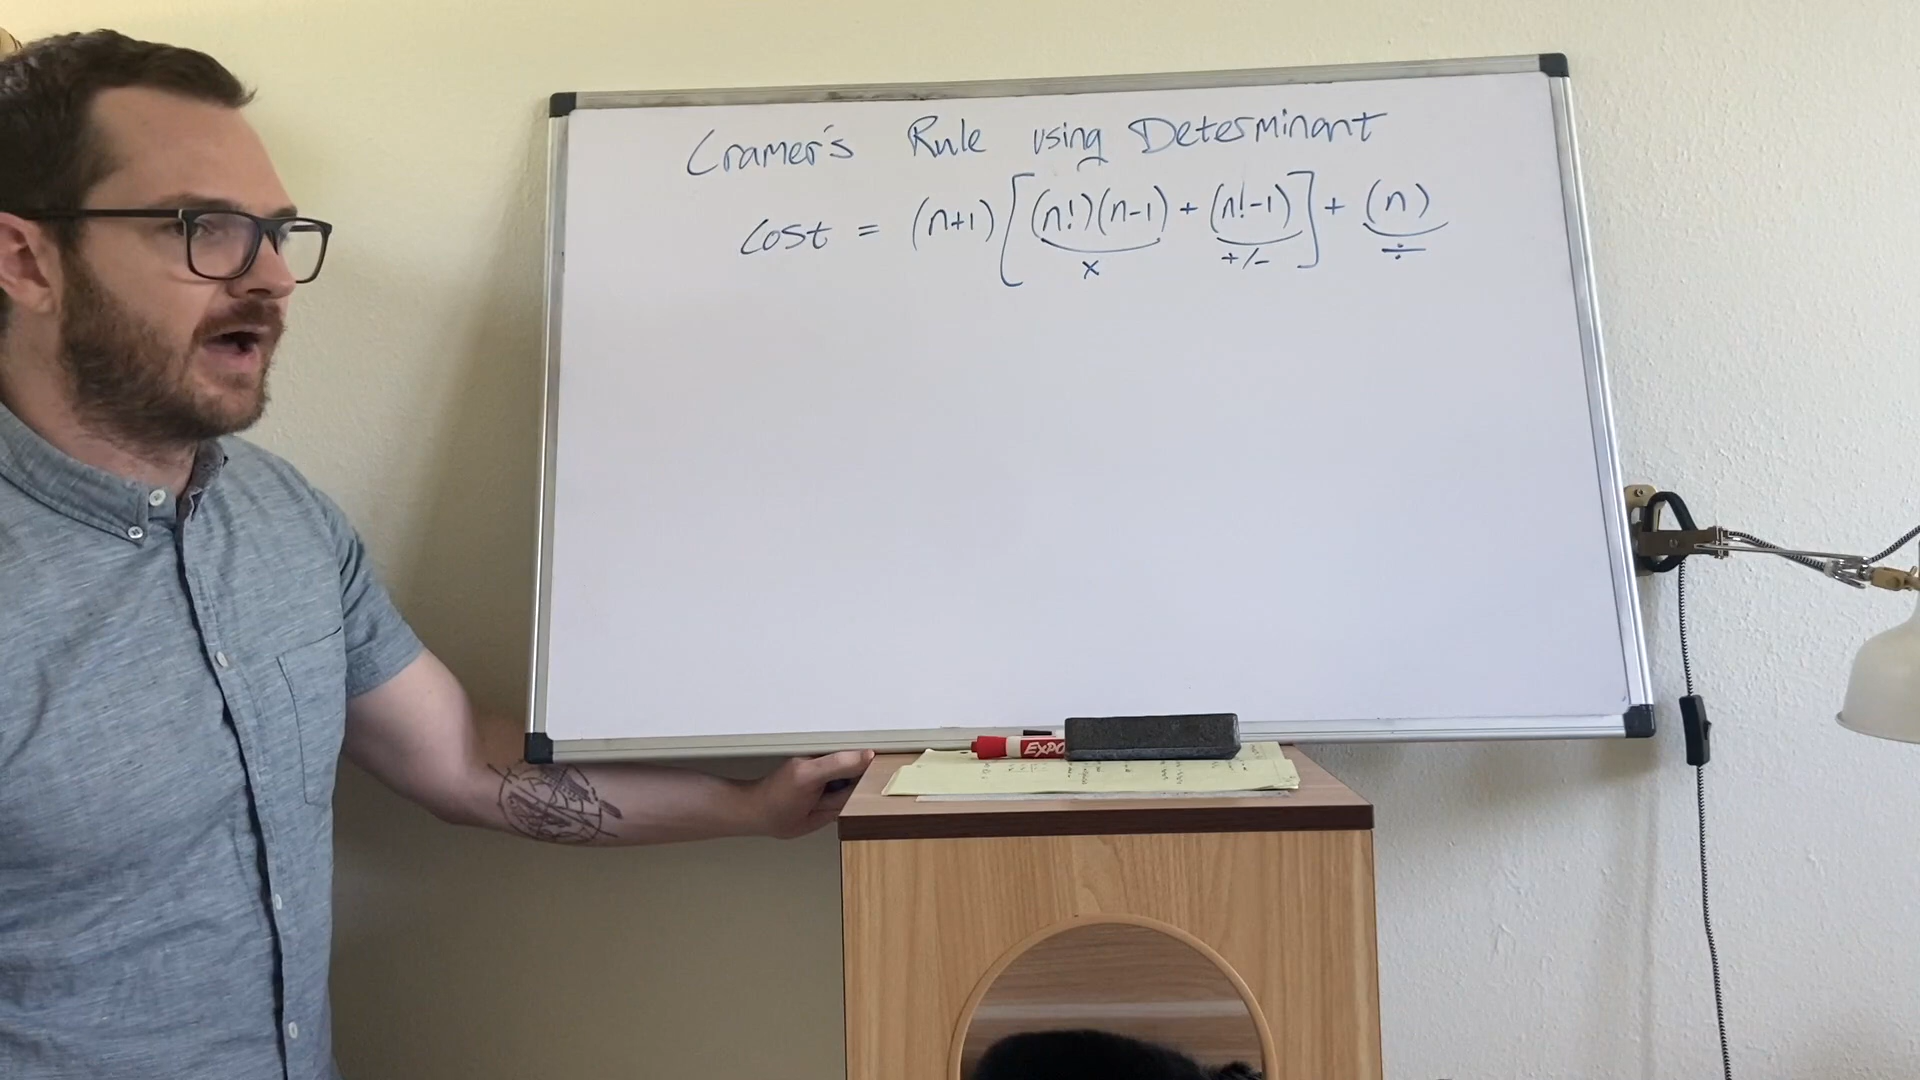 Cramer's Rule using Determinant
Cost = (n+1) [(n!)(n-1) + (n!-1)] + (n)
x +/- ÷
EXPO